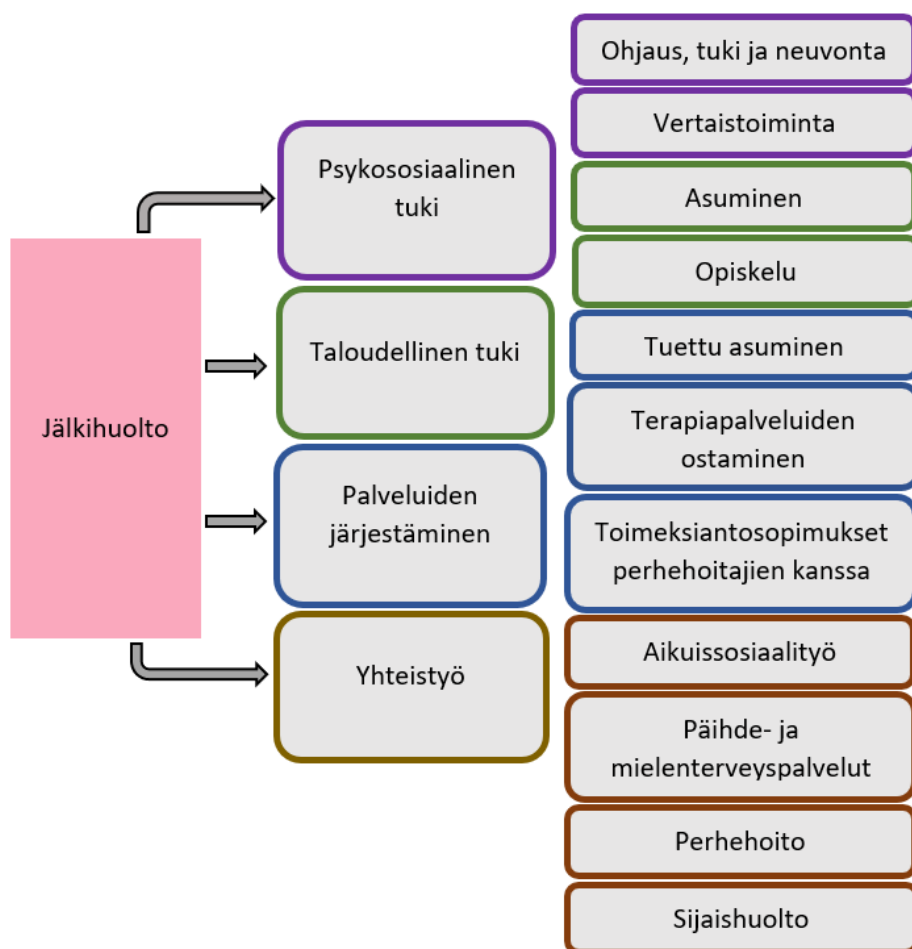 Jälkihuolto
Psykososiaalinen
tuki
Taloudellinen tuki
Palveluiden
järjestäminen
Yhteistyö
Ohjaus, tuki ja neuvonta
Vertaistoiminta
Asuminen
Opiskelu
Tuettu asuminen
Terapiapalveluiden
ostaminen
Toimeksiantosopimukset
perhehoitajien kanssa
Aikuissosiaalityö
Päihde- ja
mielenterveyspalvelut
Perhehoito
Sijaishuolto